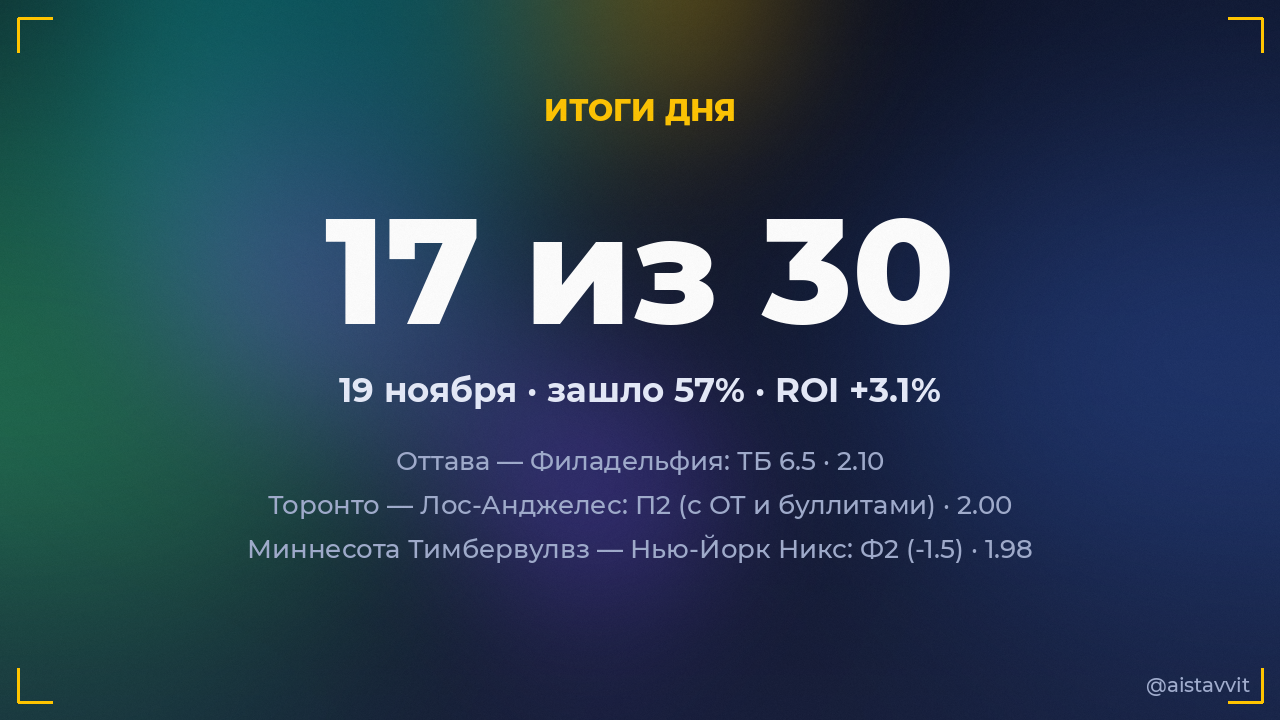 ИТОГИ ДНЯ
17 из 30
19 ноября · зашло 57% · ROI +3.1%
Оттава — Филадельфия: ТБ 6.5 · 2.10
Торонто — Лос-Анджелес: П2 (с ОТ и буллитами) · 2.00
Миннесота Тимбервулвз — Нью-Йорк Никс: Ф2 (-1.5) · 1.98
@aistavvit